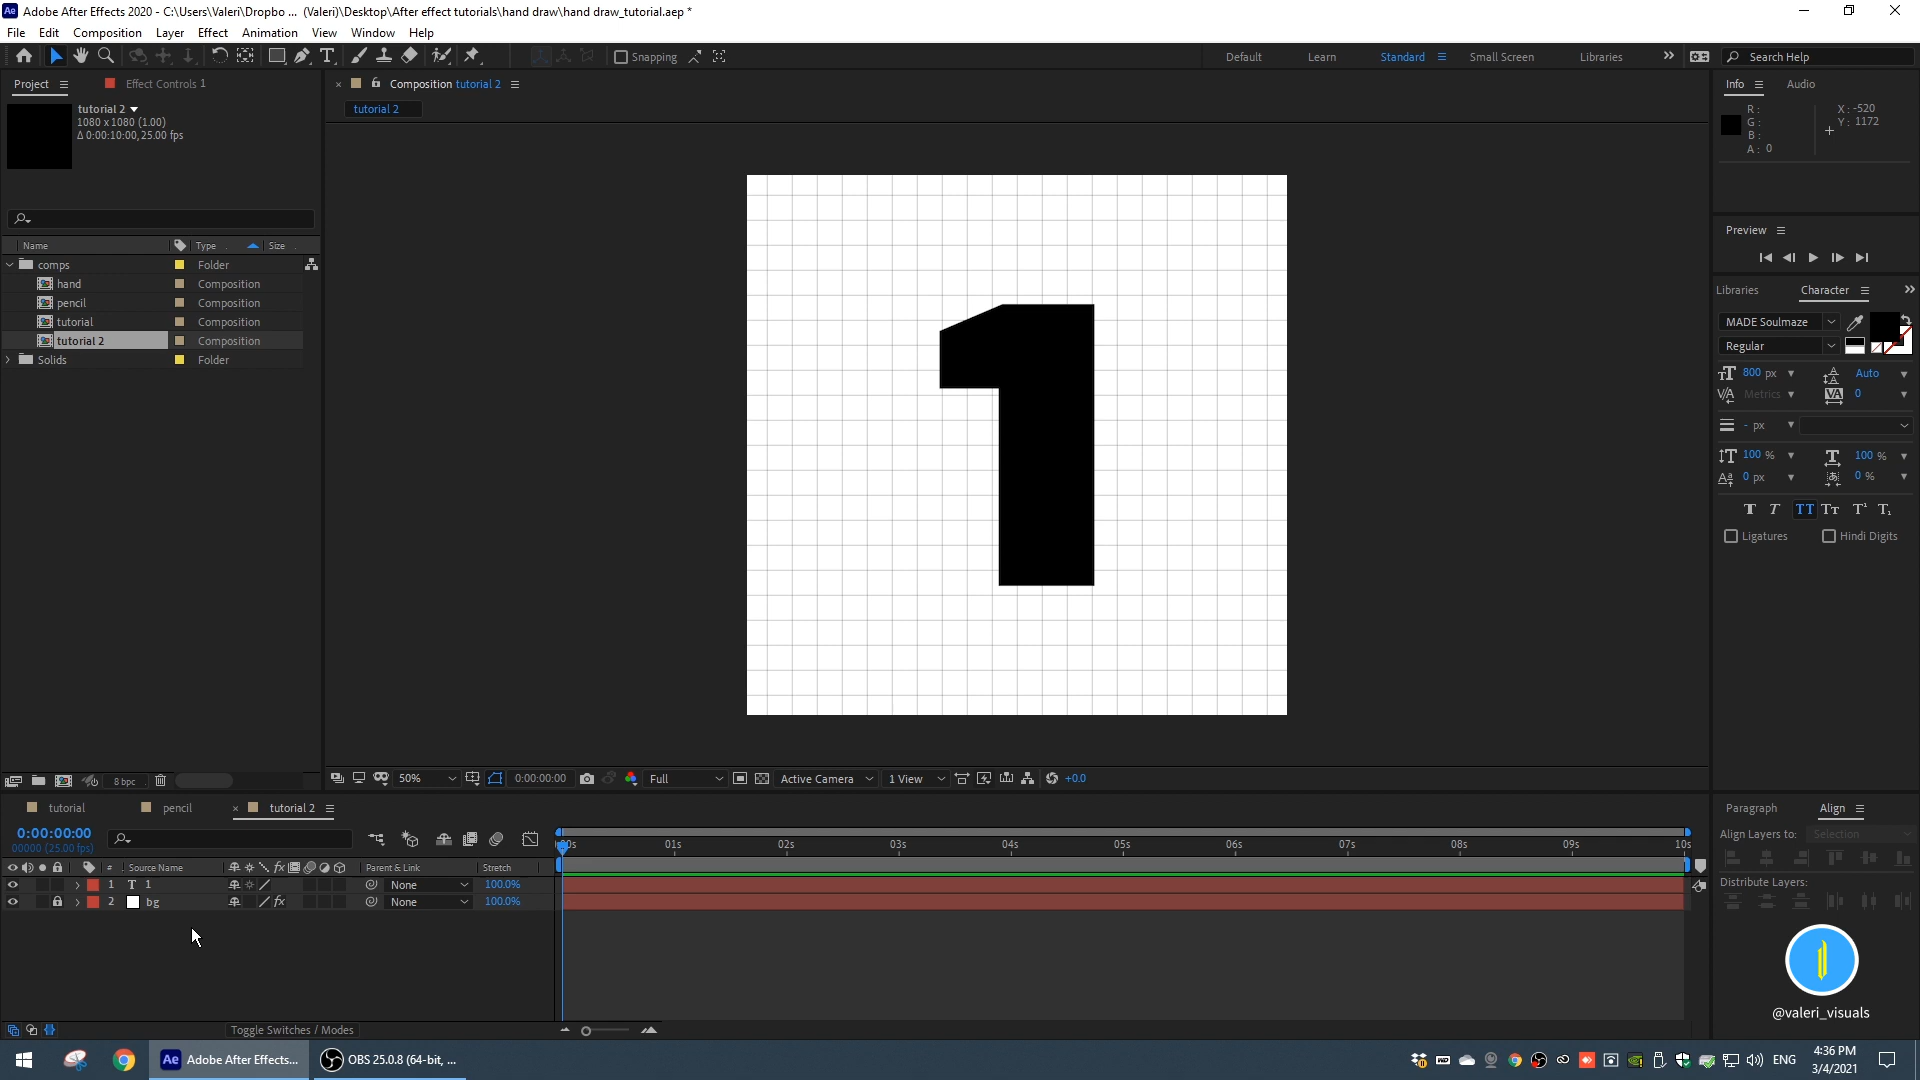 Adobe After Effects 2020 - C:\Users\Valeri\Dropbo ... (Valeri)\Desktop\After effect tutorials\hand draw\hand draw_tutorial.aep *
File Edit Composition Layer Effect Animation View Window Help
Snapping
Default Learn Standard Small Screen Libraries
Search Help
Project
Effect Controls 1
Composition tutorial 2
Info Audio
tutorial 2
1080 x 1080 (1.00)
Δ 0:00:10:00, 25.00 fps
tutorial 2
R:
G:
B:
A: 0
X: -520
Y: 1172
Name Type Size
comps Folder
hand Composition
pencil Composition
tutorial Composition
tutorial 2 Composition
Solids Folder
1
Preview
Libraries Character
MADE Soulmaze
Regular
800 px Auto
Metrics 0
- px
100 % 100 %
0 px 0 %
T T TT Tt T¹ T₁
Ligatures Hindi Digits
8 bpc
50% 0:00:00:00 Full Active Camera 1 View +0.0
tutorial pencil tutorial 2
0:00:00:00
00000 (25.00 fps)
:00s 01s 02s 03s 04s 05s 06s 07s 08s 09s 10s
# Source Name Parent & Link Stretch
1 T 1 None 100.0%
2 bg None 100.0%
Toggle Switches / Modes
Paragraph Align
Align Layers to: Selection
Distribute Layers:
@valeri_visuals
Ae Adobe After Effects...
OBS 25.0.8 (64-bit, ...
ENG
4:36 PM
3/4/2021